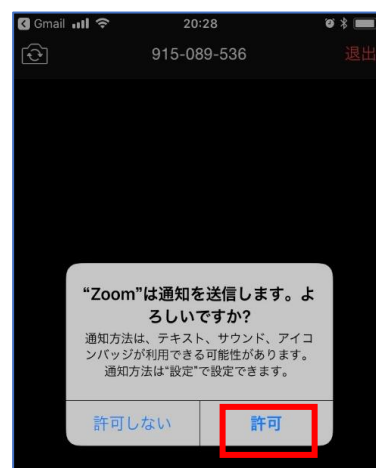 Gmail 20:28
915-089-536 退出
“Zoom”は通知を送信します。よ
ろしいですか?
通知方法は、テキスト、サウンド、アイコ
ンバッジが利用できる可能性があります。
通知方法は“設定”で設定できます。
許可しない 許可